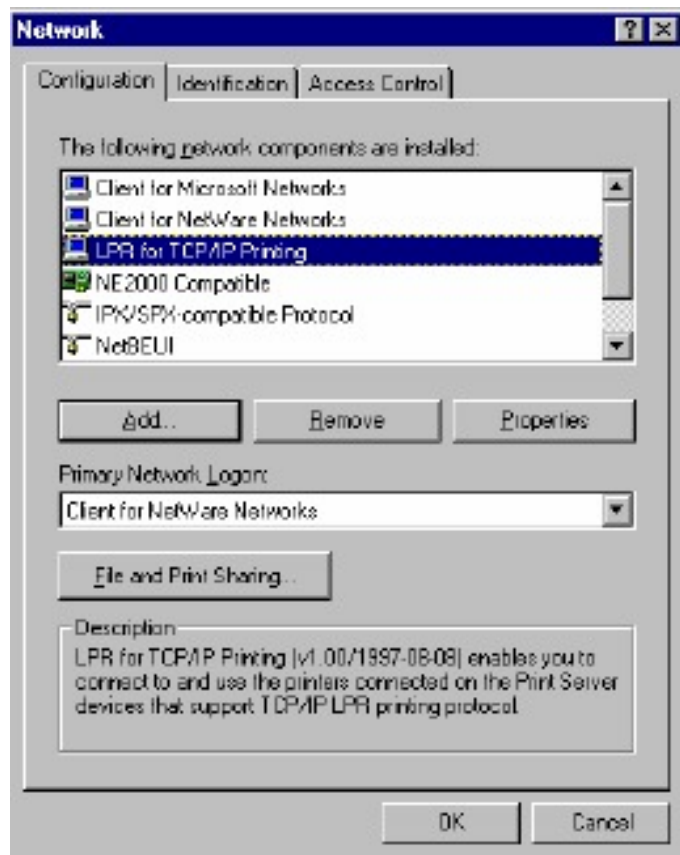 Network
Configuration Identification Access Control
The following network components are installed:
Client for Microsoft Networks
Client for NetWare Networks
LPR for TCP/IP Printing
NE2000 Compatible
IPX/SPX-compatible Protocol
NetBEUI
Add... Remove Properties
Primary Network Logon:
Client for NetWare Networks
File and Print Sharing...
Description
LPR for TCP/IP Printing (v1.00/1997-08-08) enables you to
connect to and use the printers connected on the Print Server
devices that support TCP/IP LPR printing protocol.
OK Cancel